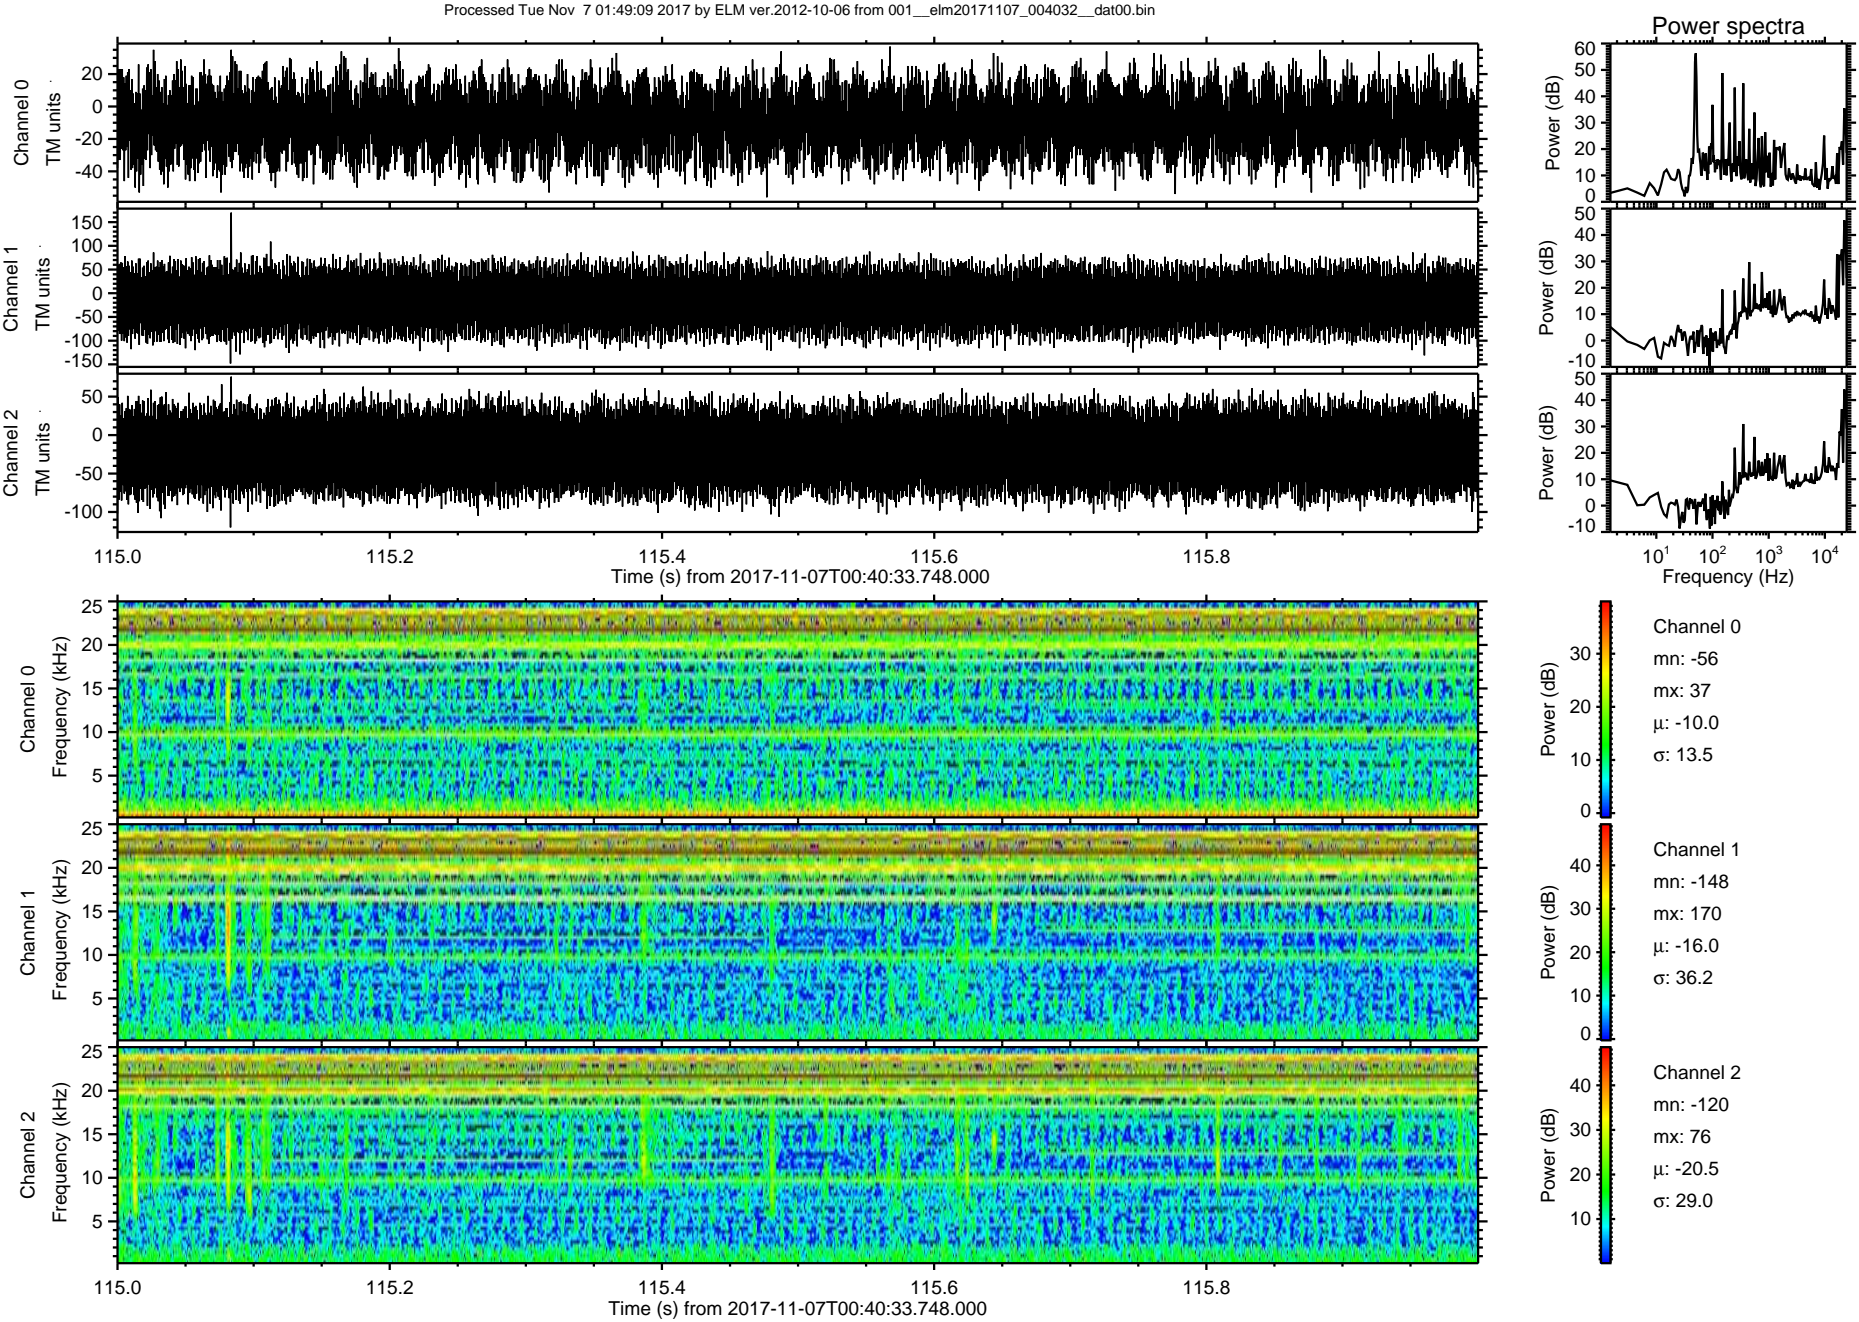 Processed Tue Nov  7 01:49:09 2017 by ELM ver.2012-10-06 from 001__elm20171107_004032__dat00.bin
Power spectra
Channel 0
TM units
20
0
-20
-40
Power (dB)
60
50
40
30
20
10
0
Channel 1
TM units
150
100
50
0
-50
-100
-150
Power (dB)
50
40
30
20
10
0
-10
Channel 2
TM units
50
0
-50
-100
Power (dB)
50
40
30
20
10
0
-10
115.0 115.2 115.4 115.6 115.8
Time (s) from 2017-11-07T00:40:33.748.000
10¹ 10² 10³ 10⁴
Frequency (Hz)
Channel 0
Frequency (kHz)
25
20
15
10
5
Power (dB)
30
20
10
0
Channel 0
mn: -56
mx: 37
µ: -10.0
σ: 13.5
Channel 1
Frequency (kHz)
25
20
15
10
5
Power (dB)
40
30
20
10
0
Channel 1
mn: -148
mx: 170
µ: -16.0
σ: 36.2
Channel 2
Frequency (kHz)
25
20
15
10
5
Power (dB)
40
30
20
10
Channel 2
mn: -120
mx: 76
µ: -20.5
σ: 29.0
115.0 115.2 115.4 115.6 115.8
Time (s) from 2017-11-07T00:40:33.748.000